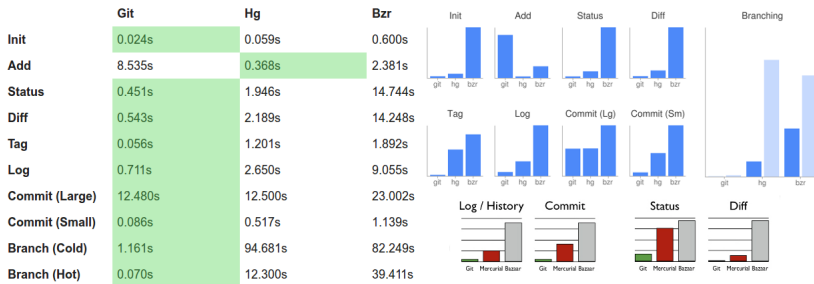 Git Hg Bzr
Init 0.024s 0.059s 0.600s
Add 8.535s 0.368s 2.381s
Status 0.451s 1.946s 14.744s
Diff 0.543s 2.189s 14.248s
Tag 0.056s 1.201s 1.892s
Log 0.711s 2.650s 9.055s
Commit (Large) 12.480s 12.500s 23.002s
Commit (Small) 0.086s 0.517s 1.139s
Branch (Cold) 1.161s 94.681s 82.249s
Branch (Hot) 0.070s 12.300s 39.411s
Init Add Status Diff Branching
git hg bzr git hg bzr git hg bzr git hg bzr
Tag Log Commit (Lg) Commit (Sm)
git hg bzr git hg bzr git hg bzr git hg bzr git hg bzr
Log / History Commit Status Diff
Git Mercurial Bazaar Git Mercurial Bazaar Git Mercurial Bazaar Git Mercurial Bazaar